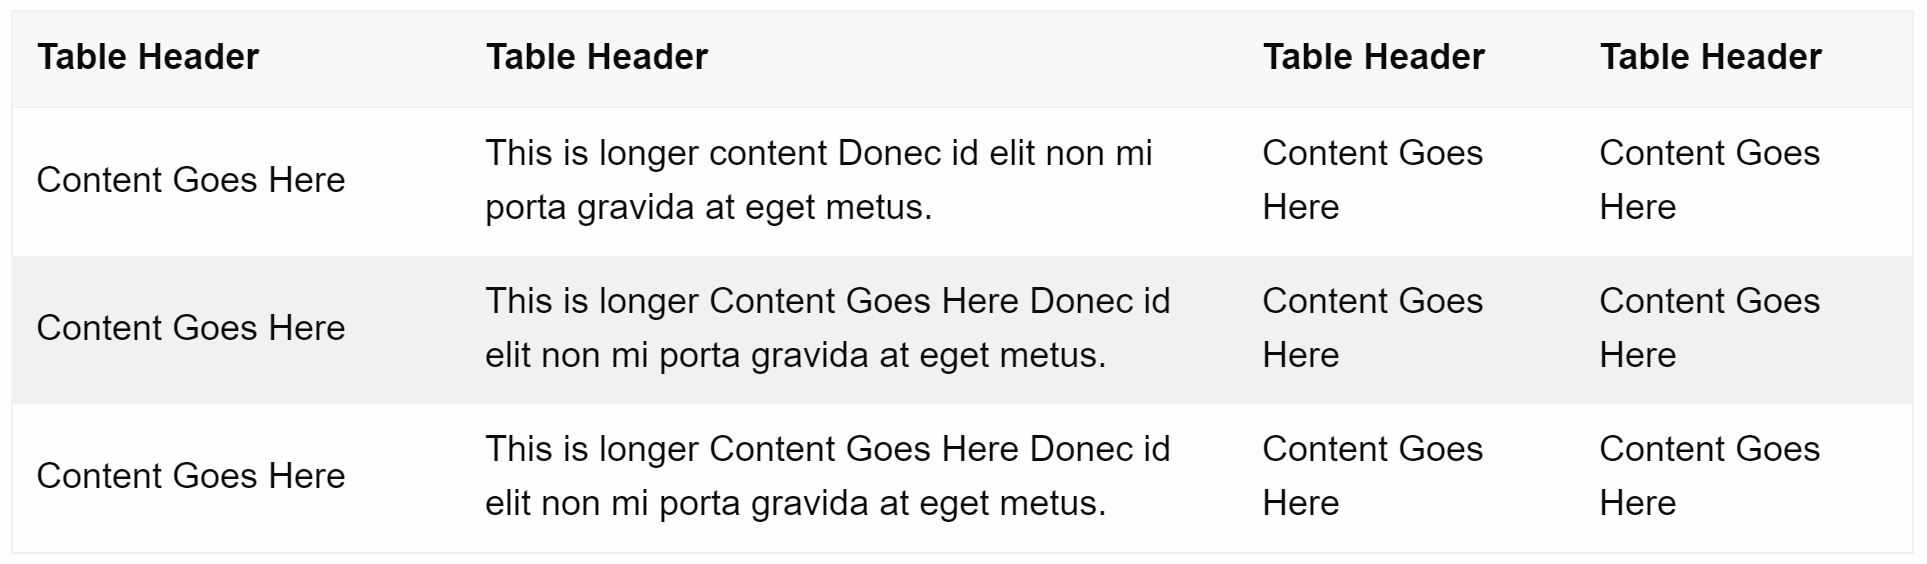 Table Header Table Header Table Header Table Header
Content Goes Here
This is longer content Donec id elit non mi
porta gravida at eget metus.
Content Goes
Here
Content Goes
Here
Content Goes Here
This is longer Content Goes Here Donec id
elit non mi porta gravida at eget metus.
Content Goes
Here
Content Goes
Here
Content Goes Here
This is longer Content Goes Here Donec id
elit non mi porta gravida at eget metus.
Content Goes
Here
Content Goes
Here